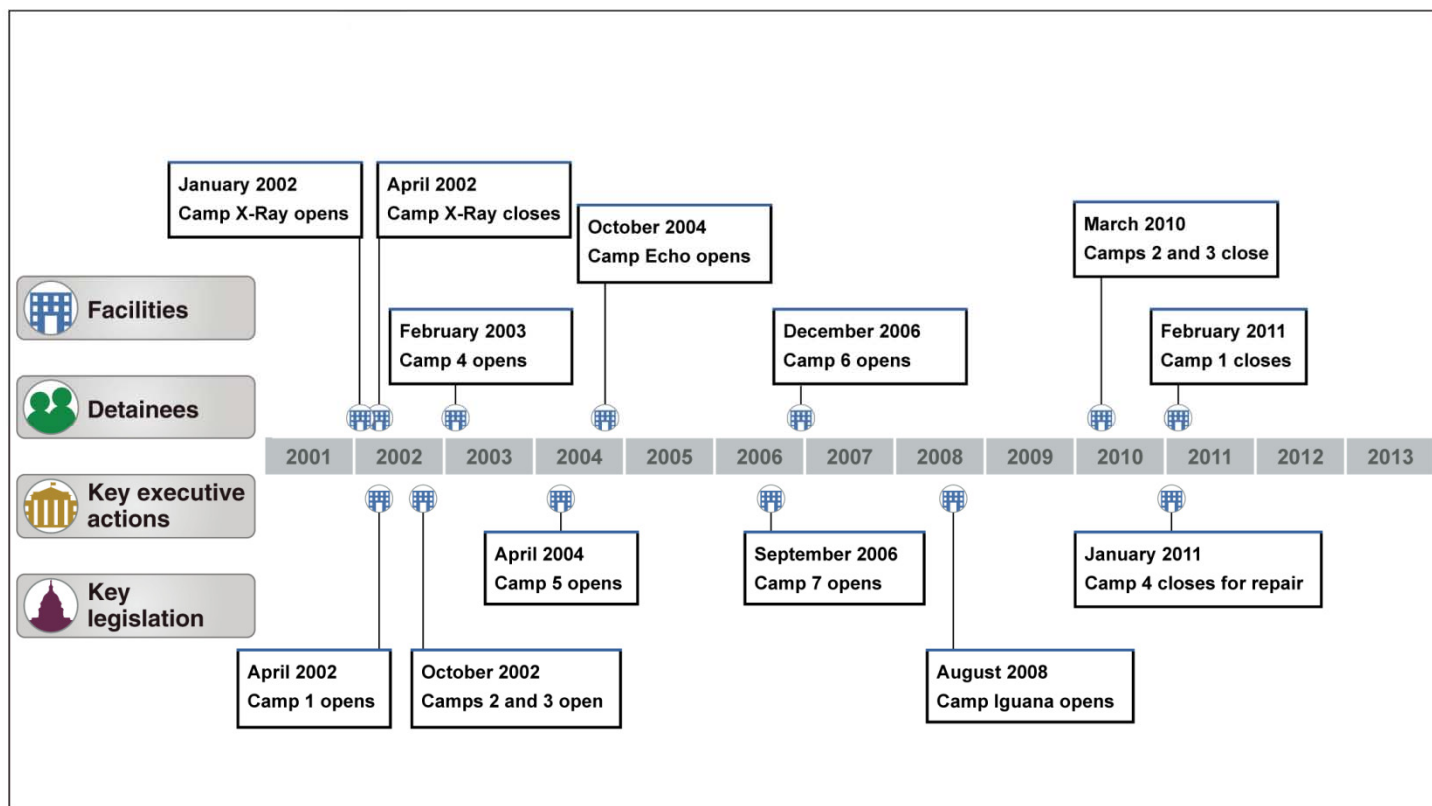 January 2002
Camp X-Ray opens
April 2002
Camp X-Ray closes
October 2004
Camp Echo opens
March 2010
Camps 2 and 3 close
Facilities
February 2003
Camp 4 opens
December 2006
Camp 6 opens
February 2011
Camp 1 closes
Detainees
2001 2002 2003 2004 2005 2006 2007 2008 2009 2010 2011 2012 2013
Key executive
actions
April 2004
Camp 5 opens
September 2006
Camp 7 opens
January 2011
Camp 4 closes for repair
Key
legislation
April 2002
Camp 1 opens
October 2002
Camps 2 and 3 open
August 2008
Camp Iguana opens